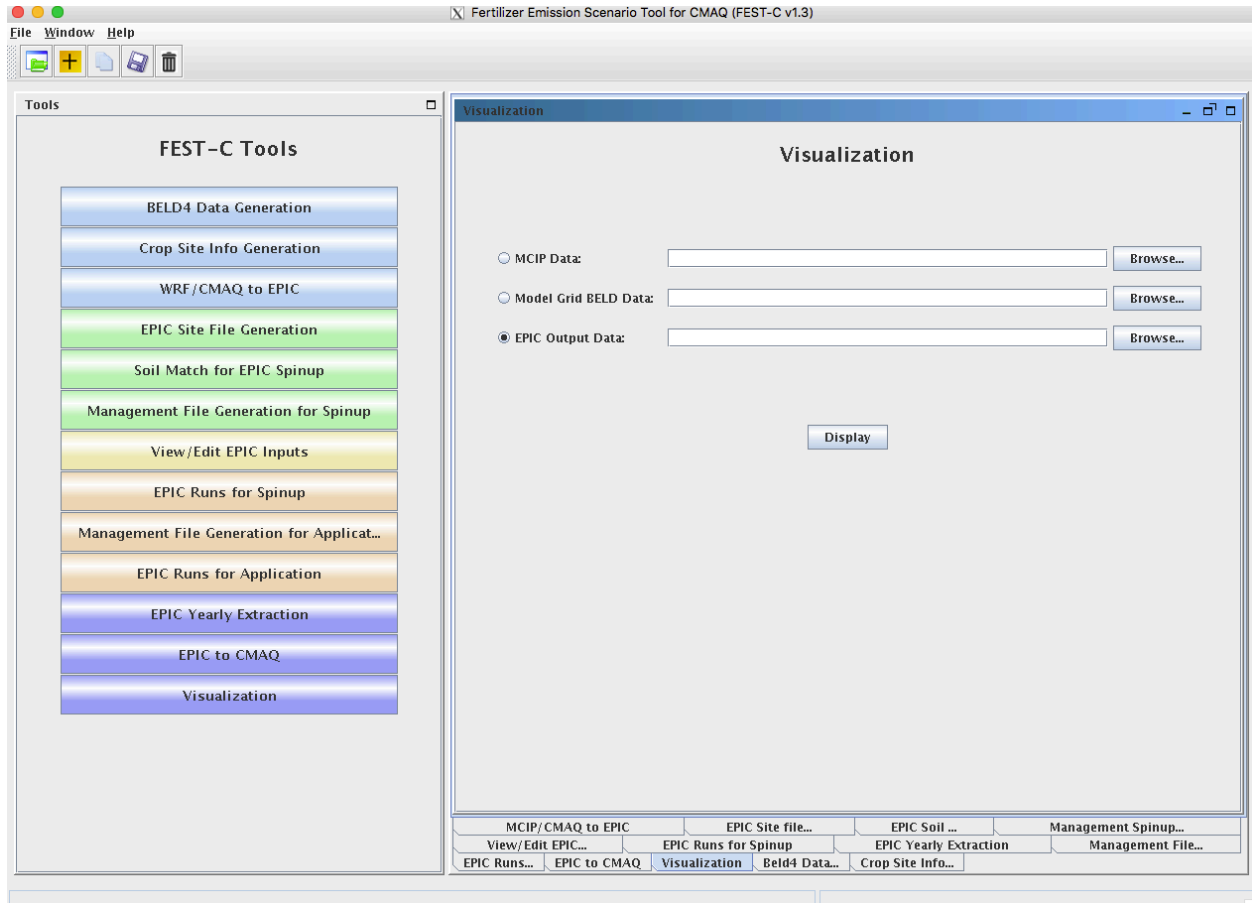 X Fertilizer Emission Scenario Tool for CMAQ (FEST-C v1.3)
File Window Help
Tools
FEST-C Tools
BELD4 Data Generation
Crop Site Info Generation
WRF/CMAQ to EPIC
EPIC Site File Generation
Soil Match for EPIC Spinup
Management File Generation for Spinup
View/Edit EPIC Inputs
EPIC Runs for Spinup
Management File Generation for Applicat...
EPIC Runs for Application
EPIC Yearly Extraction
EPIC to CMAQ
Visualization
Visualization
Visualization
MCIP Data: Browse...
Model Grid BELD Data: Browse...
EPIC Output Data: Browse...
Display
MCIP/CMAQ to EPIC EPIC Site file... EPIC Soil ... Management Spinup...
View/Edit EPIC... EPIC Runs for Spinup EPIC Yearly Extraction Management File...
EPIC Runs... EPIC to CMAQ Visualization Beld4 Data... Crop Site Info...